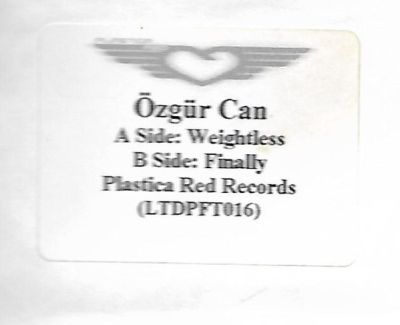 Özgür Can
A Side: Weightless
B Side: Finally
Plastica Red Records
(LTDPFT016)